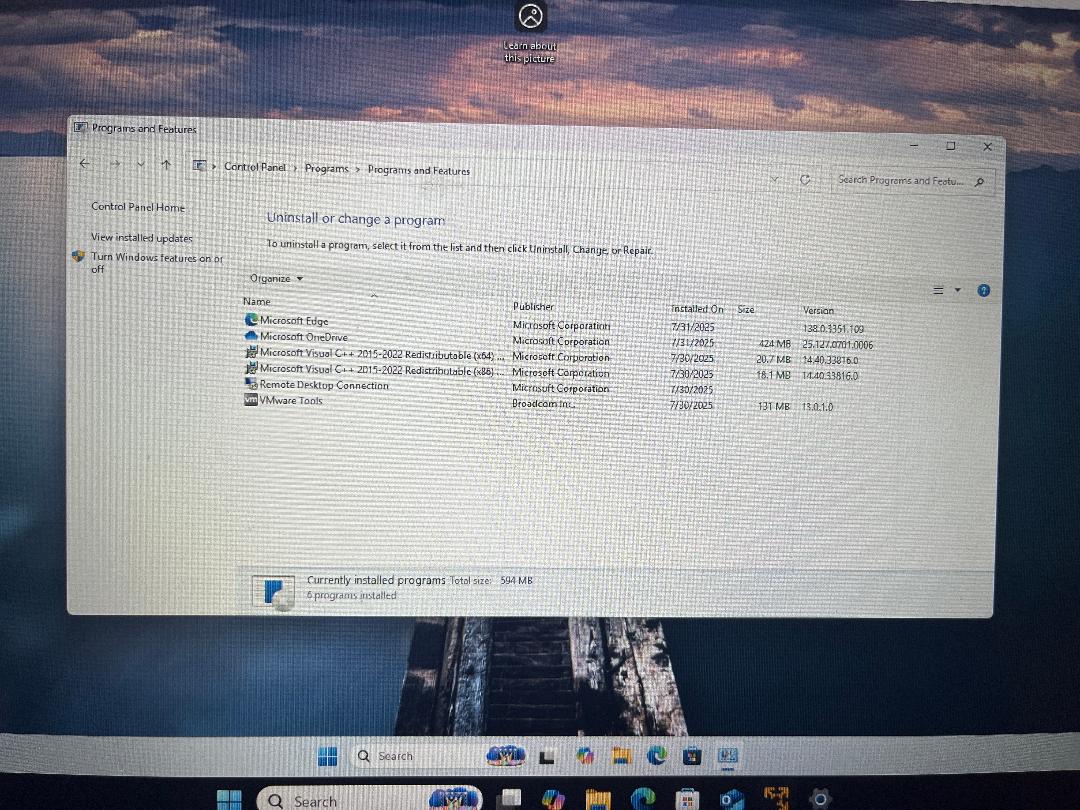 Learn about
this picture
Programs and Features
Control Panel › Programs › Programs and Features
Search Programs and Featu...
Control Panel Home
View installed updates
Turn Windows features on or
off
Uninstall or change a program
To uninstall a program, select it from the list and then click Uninstall, Change, or Repair.
Organize
Name Publisher Installed On Size Version
Microsoft Edge Microsoft Corporation 7/31/2025 138.0.3351.109
Microsoft OneDrive Microsoft Corporation 7/31/2025 424 MB 25.127.0701.0006
Microsoft Visual C++ 2015-2022 Redistributable (x64) ... Microsoft Corporation 7/30/2025 20.7 MB 14.40.33816.0
Microsoft Visual C++ 2015-2022 Redistributable (x86) ... Microsoft Corporation 7/30/2025 18.1 MB 14.40.33816.0
Remote Desktop Connection Microsoft Corporation 7/30/2025
vm VMware Tools Broadcom Inc. 7/30/2025 131 MB 13.0.1.0
Currently installed programs Total size: 594 MB
6 programs installed
Search
Search